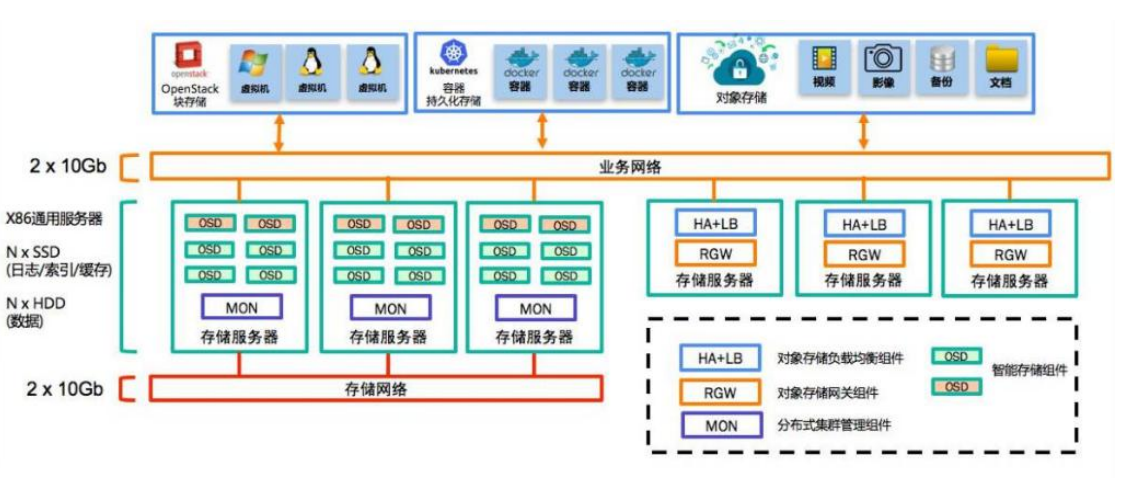 openstack
OpenStack
块存储
虚拟机
虚拟机
虚拟机
kubernetes
容器
持久化存储
docker
容器
docker
容器
docker
容器
对象存储
视频
影像
备份
文档
2 x 10Gb
业务网络
X86通用服务器
N x SSD
(日志/索引/缓存)
N x HDD
(数据)
OSD OSD
OSD OSD
OSD OSD
MON
存储服务器
OSD OSD
OSD OSD
OSD OSD
MON
存储服务器
OSD OSD
OSD OSD
OSD OSD
MON
存储服务器
HA+LB
RGW
存储服务器
HA+LB
RGW
存储服务器
HA+LB
RGW
存储服务器
2 x 10Gb
存储网络
HA+LB 对象存储负载均衡组件
RGW 对象存储网关组件
MON 分布式集群管理组件
OSD
OSD
智能存储组件